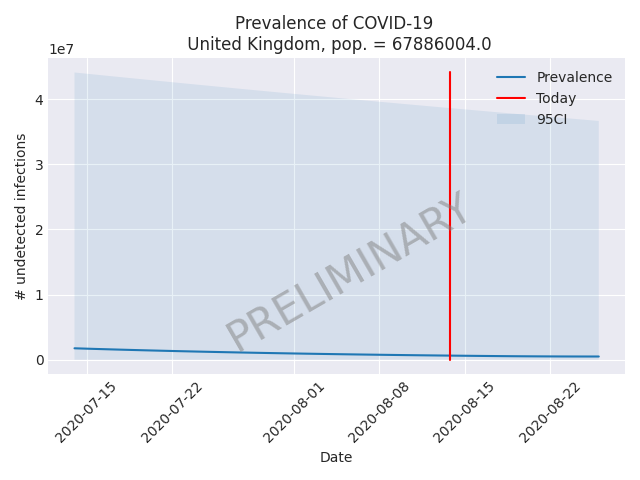 Prevalence of COVID-19
United Kingdom, pop. = 67886004.0
1e7
4
3
2
1
0
# undetected infections
Prevalence
Today
95CI
PRELIMINARY
2020-07-15
2020-07-22
2020-08-01
2020-08-08
2020-08-15
2020-08-22
Date